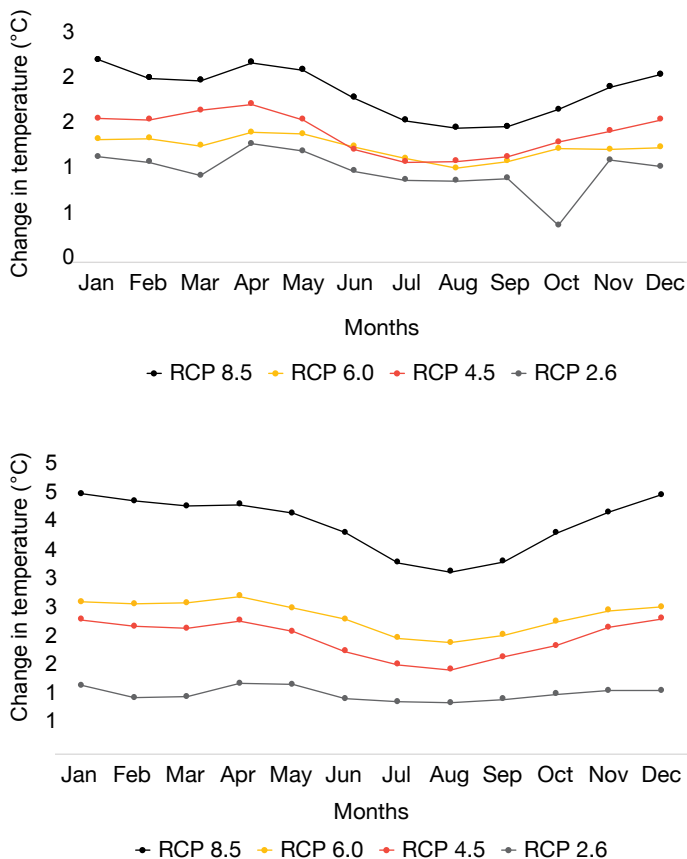 Change in temperature (°C)
3
2
2
1
1
0
Jan Feb Mar Apr May Jun Jul Aug Sep Oct Nov Dec
Months
RCP 8.5 RCP 6.0 RCP 4.5 RCP 2.6
Change in temperature (°C)
5
5
4
4
3
3
2
2
1
1
Jan Feb Mar Apr May Jun Jul Aug Sep Oct Nov Dec
Months
RCP 8.5 RCP 6.0 RCP 4.5 RCP 2.6